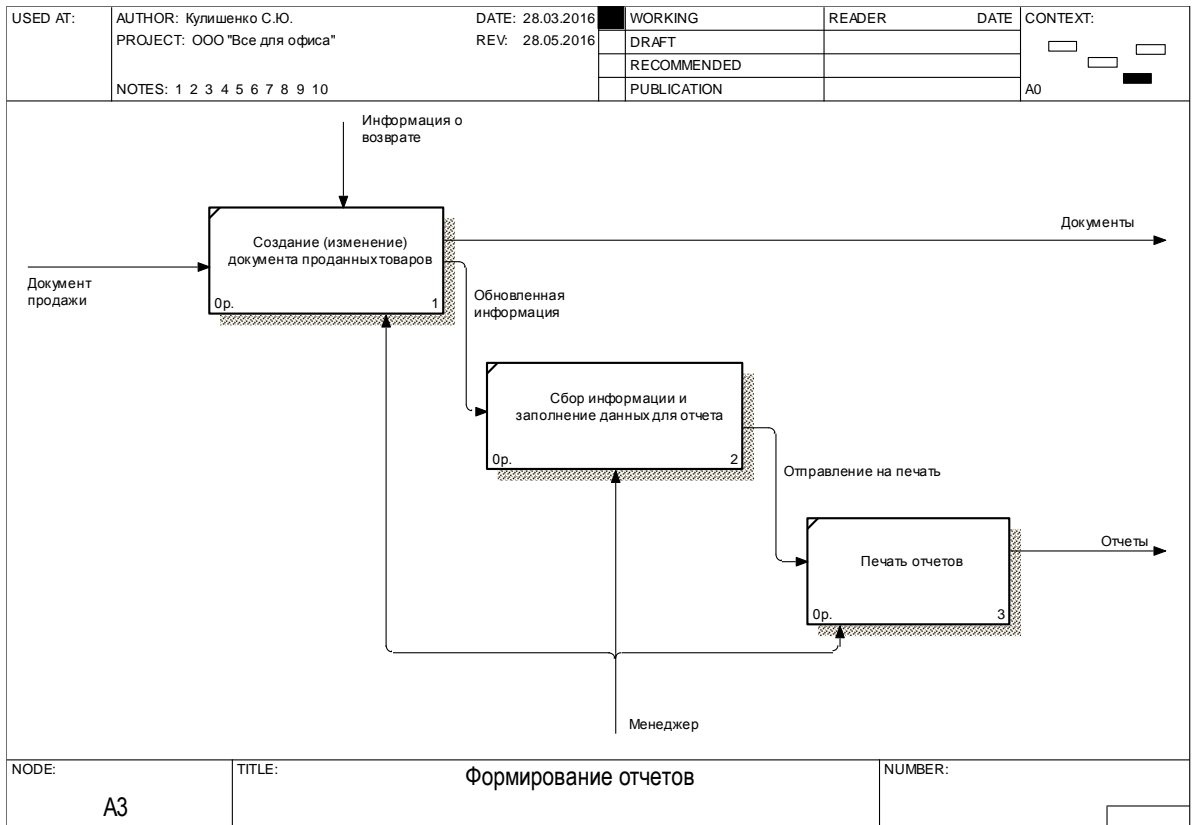 USED AT:
AUTHOR: Кулишенко С.Ю.
DATE: 28.03.2016
WORKING
READER
DATE
CONTEXT:
PROJECT: ООО "Все для офиса"
REV: 28.05.2016
DRAFT
RECOMMENDED
NOTES: 1 2 3 4 5 6 7 8 9 10
PUBLICATION
A0
Информация о
возврате
Документы
Создание (изменение)
документа проданных товаров
0р.
1
Документ
продажи
Обновленная
информация
Сбор информации и
заполнение данных для отчета
0р.
2
Отправление на печать
Отчеты
Печать отчетов
0р.
3
Менеджер
NODE:
TITLE:
NUMBER:
Формирование отчетов
A3